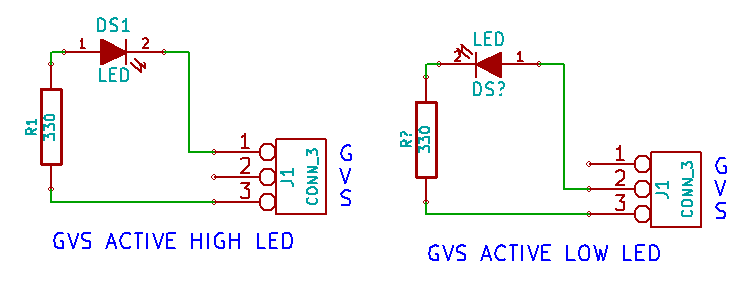 DS1
1 2
LED
R1
330
1
2
3
J1
CONN_3
G
V
S
GVS ACTIVE HIGH LED
LED
2 1
DS?
R?
330
1
2
3
J1
CONN_3
G
V
S
GVS ACTIVE LOW LED